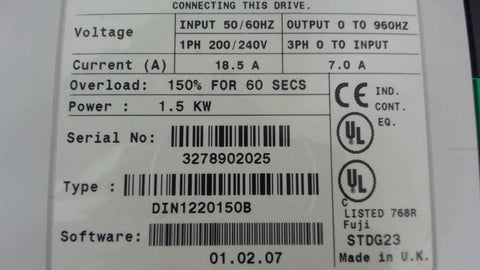 CONNECTING THIS DRIVE.
Voltage INPUT 50/60HZ OUTPUT 0 TO 960HZ
1PH 200/240V 3PH 0 TO INPUT
Current (A) 18.5 A 7.0 A
Overload: 150% FOR 60 SECS
Power : 1.5 KW
CE IND.
CONT.
EQ.
UL
Serial No:
3278902025
Type :
DIN1220150B
UL
C
LISTED 768R
Fuji
STDG23
Software:
01.02.07
Made in U.K.